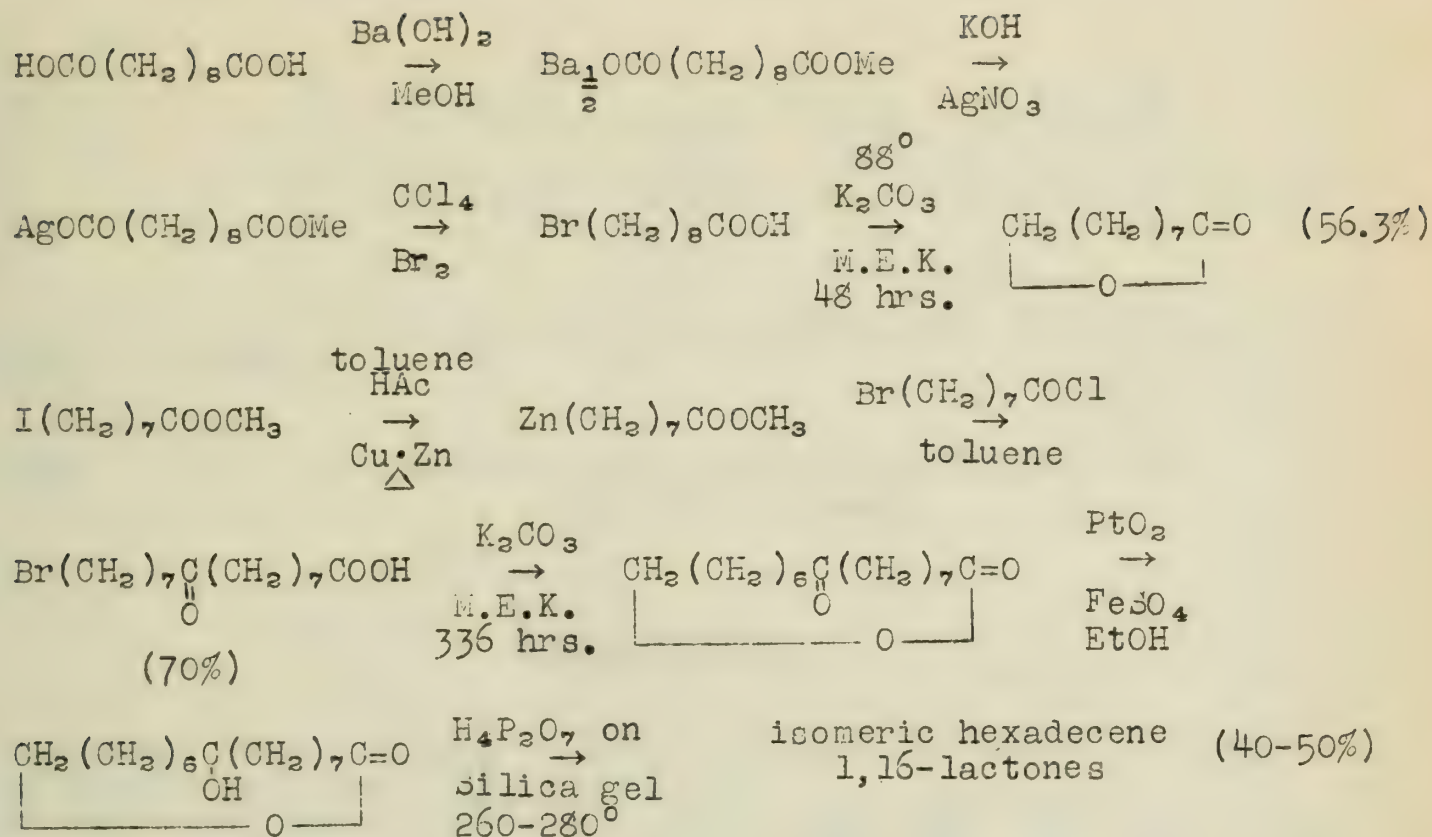 Ba(OH)₂ KOH
HOCO(CH₂)₈COOH → Ba½OCO(CH₂)₈COOMe →
MeOH AgNO₃
88°
CCl₄ K₂CO₃
AgOCO(CH₂)₈COOMe → Br(CH₂)₈COOH → CH₂(CH₂)₇C=O (56.3%)
Br₂ M.E.K. O
48 hrs.
toluene
HAc Br(CH₂)₇COCl
I(CH₂)₇COOCH₃ → Zn(CH₂)₇COOCH₃ →
Cu·Zn toluene
△
K₂CO₃ PtO₂
Br(CH₂)₇C(CH₂)₇COOH → CH₂(CH₂)₆C(CH₂)₇C=O →
O M.E.K. O FeSO₄
336 hrs. O EtOH
(70%)
H₄P₂O₇ on isomeric hexadecene (40-50%)
CH₂(CH₂)₆C(CH₂)₇C=O → 1,16-lactones
OH Silica gel
O 260-280°